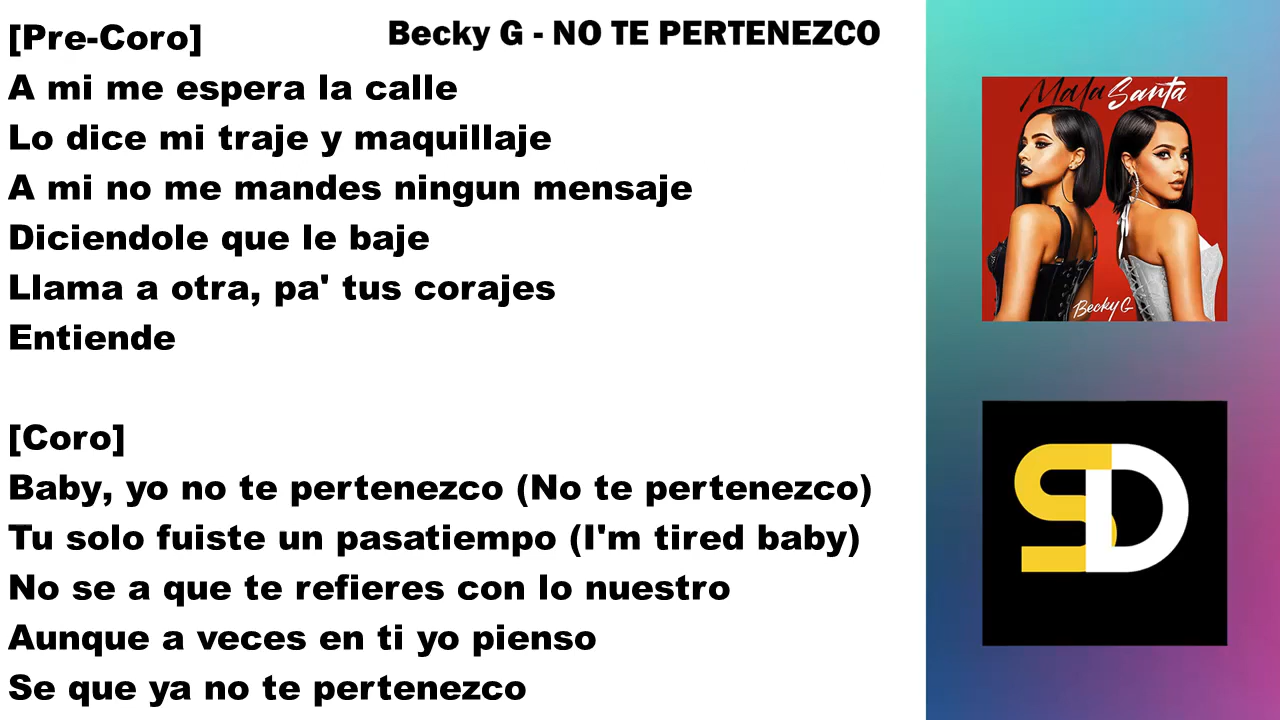 Becky G - NO TE PERTENEZCO
[Pre-Coro]
A mi me espera la calle
Lo dice mi traje y maquillaje
A mi no me mandes ningun mensaje
Diciendole que le baje
Llama a otra, pa' tus corajes
Entiende
[Coro]
Baby, yo no te pertenezco (No te pertenezco)
Tu solo fuiste un pasatiempo (I'm tired baby)
No se a que te refieres con lo nuestro
Aunque a veces en ti yo pienso
Se que ya no te pertenezco
Mala Santa
Becky G
SD